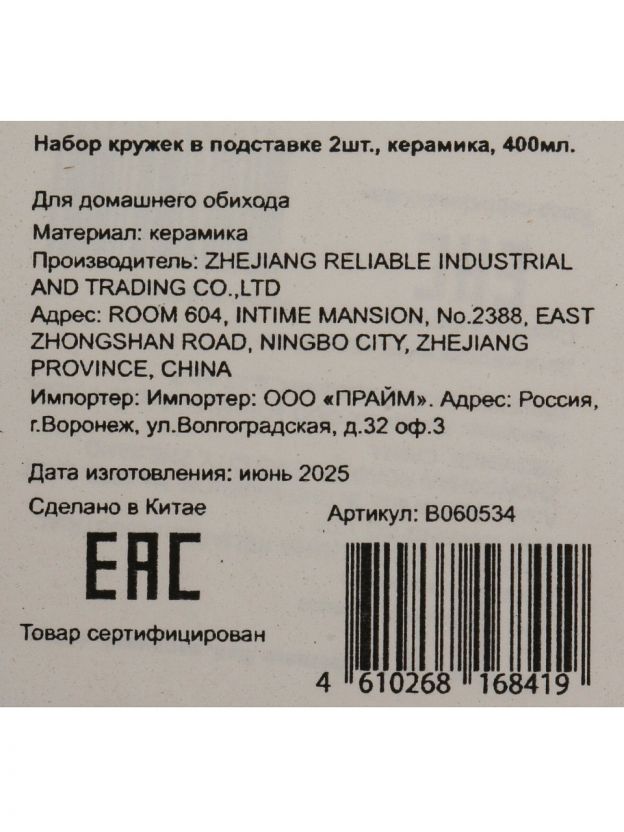 Набор кружек в подставке 2шт., керамика, 400мл.
Для домашнего обихода
Материал: керамика
Производитель: ZHEJIANG RELIABLE INDUSTRIAL
AND TRADING CO.,LTD
Адрес: ROOM 604, INTIME MANSION, No.2388, EAST
ZHONGSHAN ROAD, NINGBO CITY, ZHEJIANG
PROVINCE, CHINA
Импортер: Импортер: ООО «ПРАЙМ». Адрес: Россия,
г.Воронеж, ул.Волгоградская, д.32 оф.3
Дата изготовления: июнь 2025
Сделано в Китае
Артикул: B060534
EAC
Товар сертифицирован
4 610268 168419